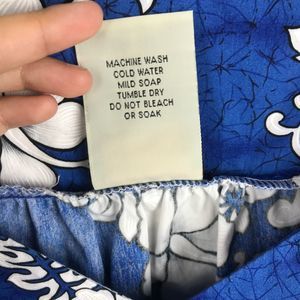 MACHINE WASH
COLD WATER
MILD SOAP
TUMBLE DRY
DO NOT BLEACH
OR SOAK